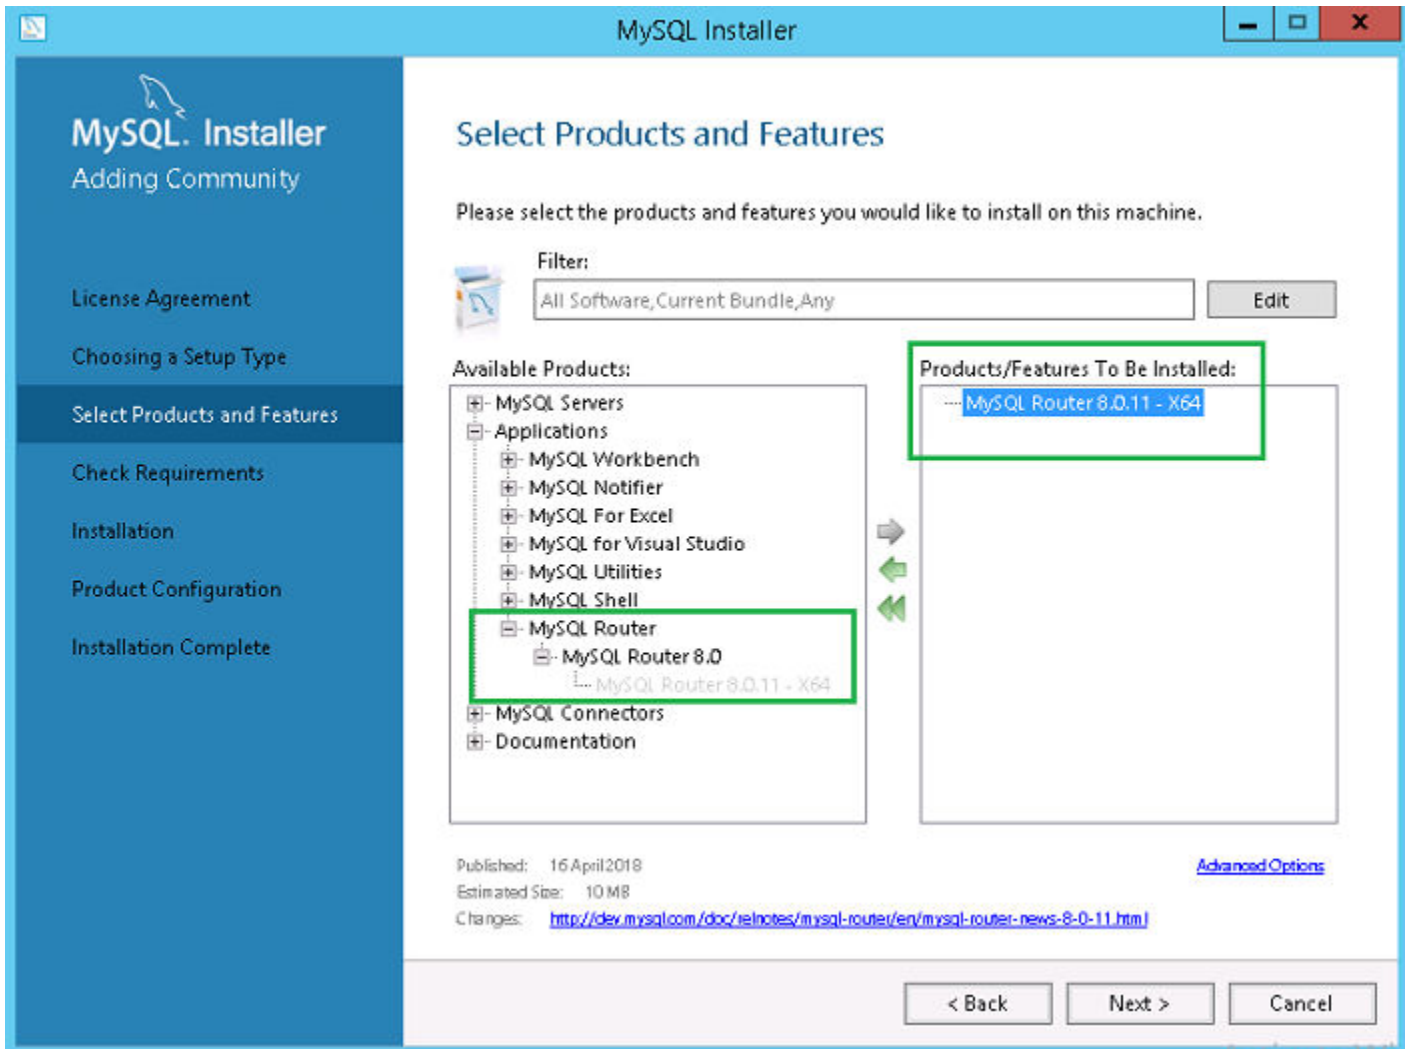 MySQL Installer
MySQL. Installer
Adding Community
License Agreement
Choosing a Setup Type
Select Products and Features
Check Requirements
Installation
Product Configuration
Installation Complete
Select Products and Features
Please select the products and features you would like to install on this machine.
Filter:
All Software,Current Bundle,Any
Edit
Available Products:
MySQL Servers
Applications
MySQL Workbench
MySQL Notifier
MySQL For Excel
MySQL for Visual Studio
MySQL Utilities
MySQL Shell
MySQL Router
MySQL Router 8.0
MySQL Router 8.0.11 - X64
MySQL Connectors
Documentation
Products/Features To Be Installed:
MySQL Router 8.0.11 - X64
Published: 16 April 2018
Estimated Size: 10 MB
Changes: http://dev.mysql.com/doc/relnotes/mysql-router/en/mysql-router-news-8-0-11.html
Advanced Options
< Back
Next >
Cancel